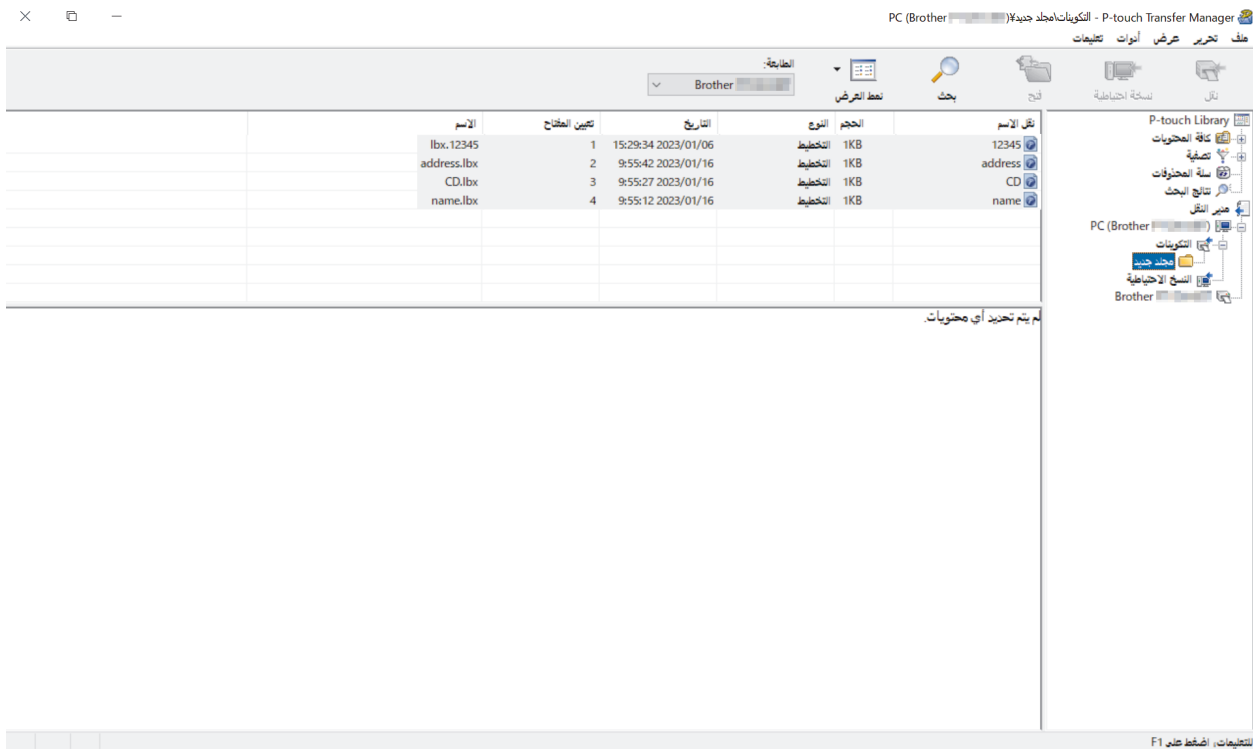 P-touch Transfer Manager - التكوينات\مجلد جديد¥( PC (Brother
ملف تحرير عرض أدوات تعليمات
نقل
نسخة احتياطية
فتح
بحث
نمط العرض
الطابعة:
Brother
P-touch Library
كافة المحتويات
تصفية
سلة المحذوفات
نتائج البحث
مدير النقل
PC (Brother )
التكوينات
مجلد جديد
النسخ الاحتياطية
Brother
نقل الاسم الحجم النوع التاريخ تعيين المفتاح الاسم
12345 1KB التخطيط 15:29:34 2023/01/06 1 lbx.12345
address 1KB التخطيط 9:55:42 2023/01/16 2 address.lbx
CD 1KB التخطيط 9:55:27 2023/01/16 3 CD.lbx
name 1KB التخطيط 9:55:12 2023/01/16 4 name.lbx
لم يتم تحديد أي محتويات.
للتعليمات، اضغط على F1